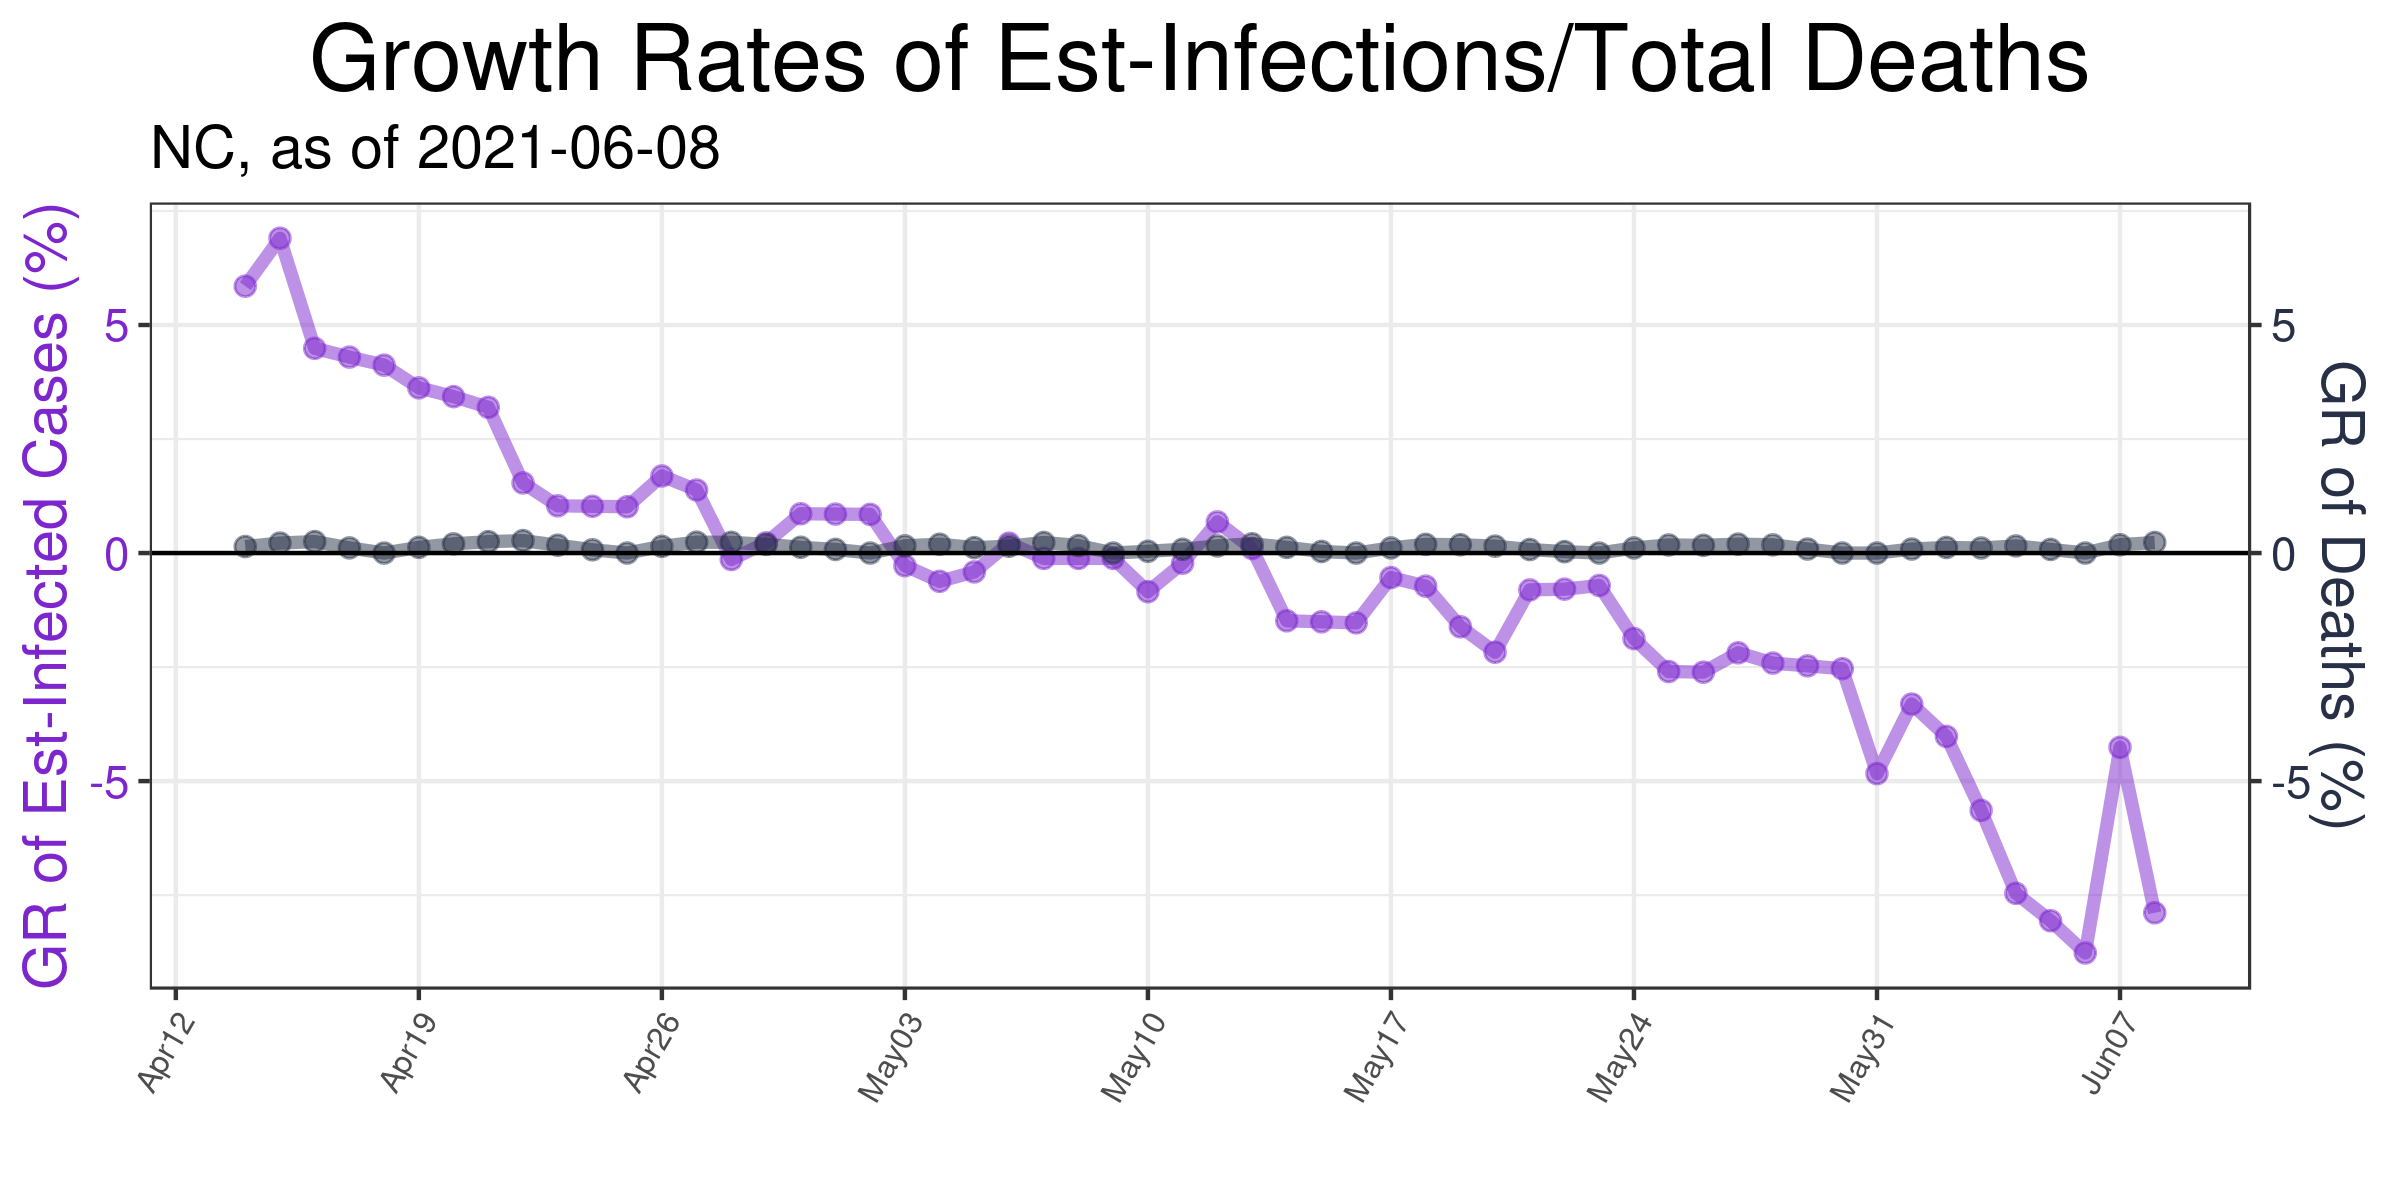 Growth Rates of Est-Infections/Total Deaths
NC, as of 2021-06-08
GR of Est-Infected Cases (%)
5
0
-5
5
0
-5
GR of Deaths (%)
Apr12
Apr19
Apr26
May03
May10
May17
May24
May31
Jun07